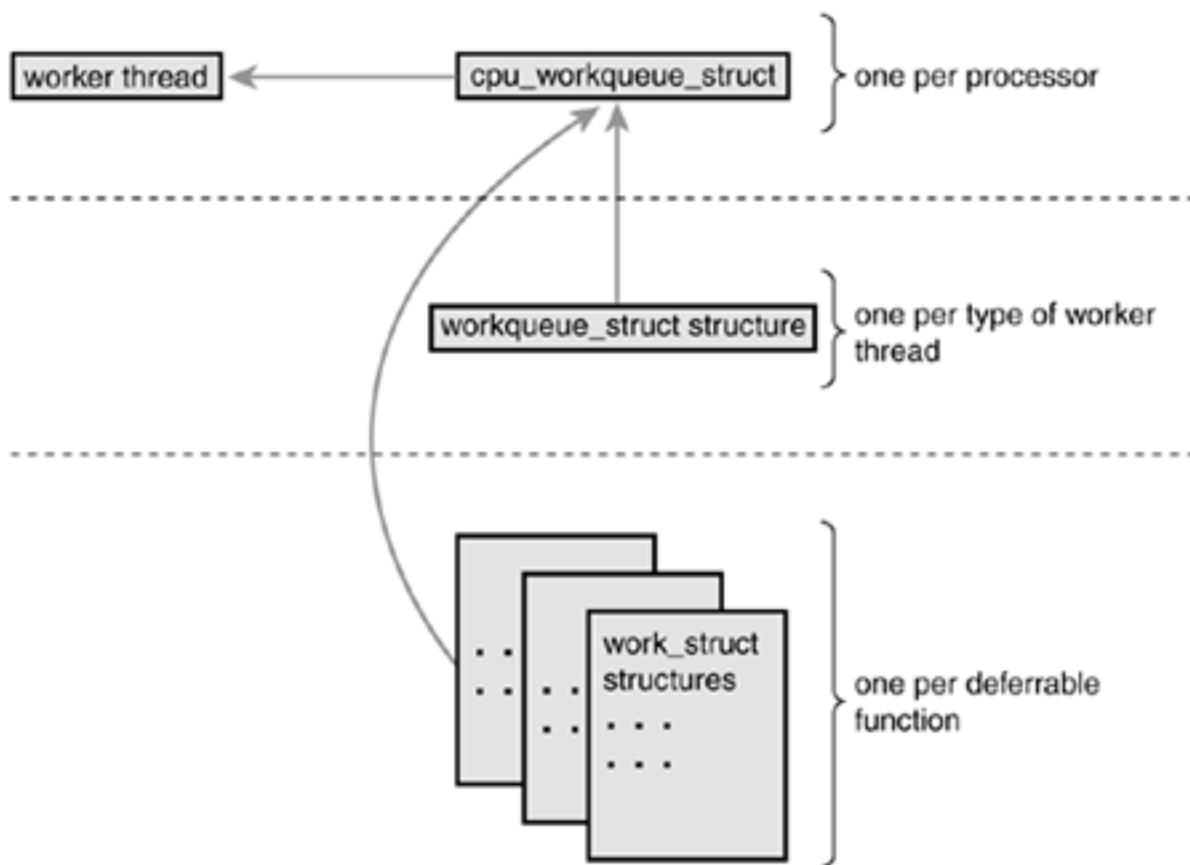 worker thread
cpu_workqueue_struct
one per processor
workqueue_struct structure
one per type of worker
thread
work_struct
structures
one per deferrable
function